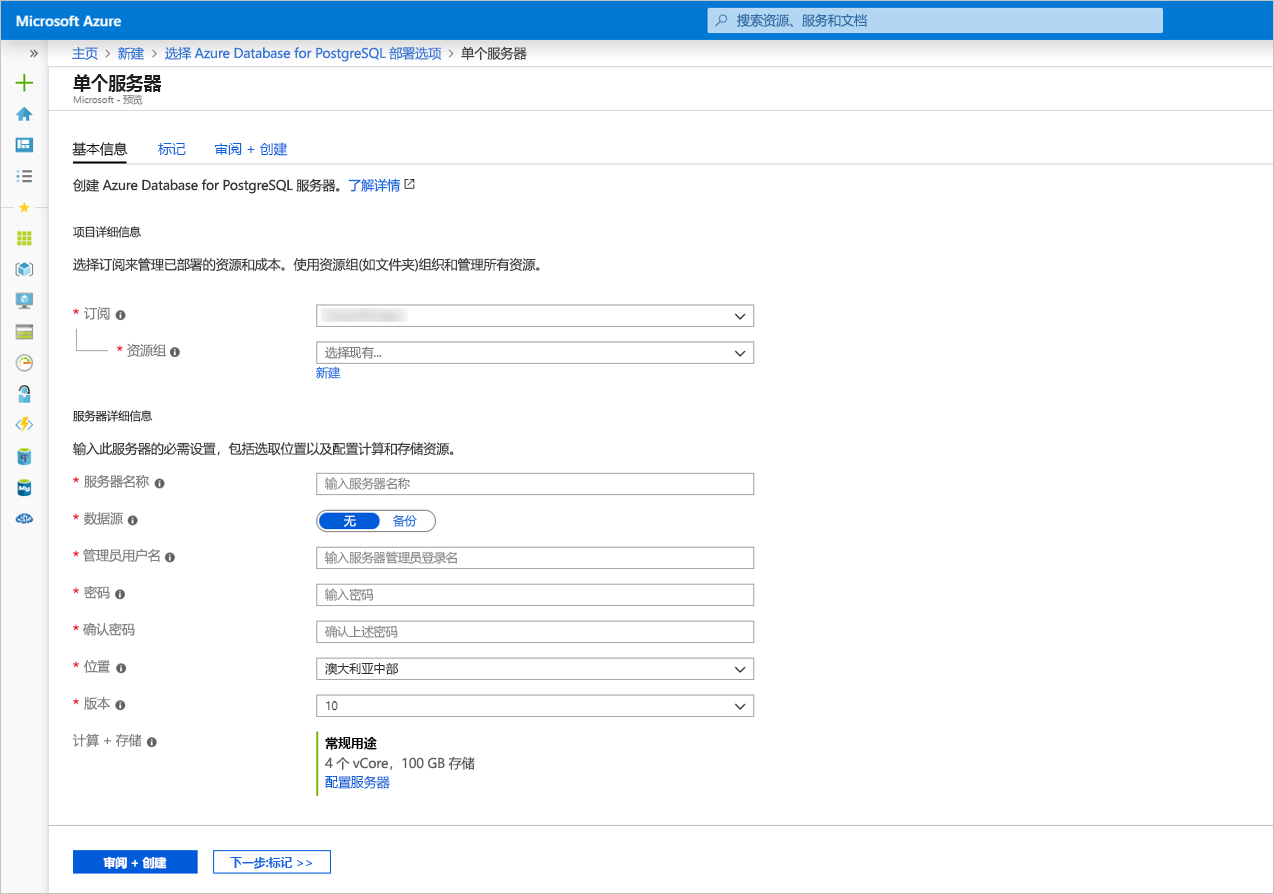 Microsoft Azure
搜索资源、服务和文档
» 主页 > 新建 > 选择 Azure Database for PostgreSQL 部署选项 > 单个服务器
单个服务器
Microsoft - 预览
基本信息 标记 审阅 + 创建
创建 Azure Database for PostgreSQL 服务器。了解详情
项目详细信息
选择订阅来管理已部署的资源和成本。使用资源组(如文件夹)组织和管理所有资源。
* 订阅
* 资源组 选择现有...
新建
服务器详细信息
输入此服务器的必需设置，包括选取位置以及配置计算和存储资源。
* 服务器名称 输入服务器名称
* 数据源 无 备份
* 管理员用户名 输入服务器管理员登录名
* 密码 输入密码
* 确认密码 确认上述密码
* 位置 澳大利亚中部
* 版本 10
计算 + 存储 常规用途
4 个 vCore，100 GB 存储
配置服务器
审阅 + 创建 下一步:标记 >>
My